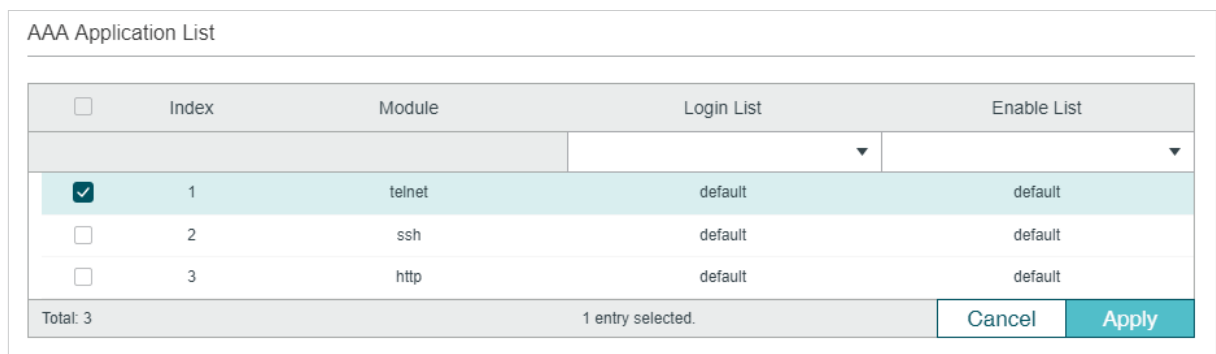 AAA Application List
Index Module Login List Enable List
1 telnet default default
2 ssh default default
3 http default default
Total: 3 1 entry selected. Cancel Apply